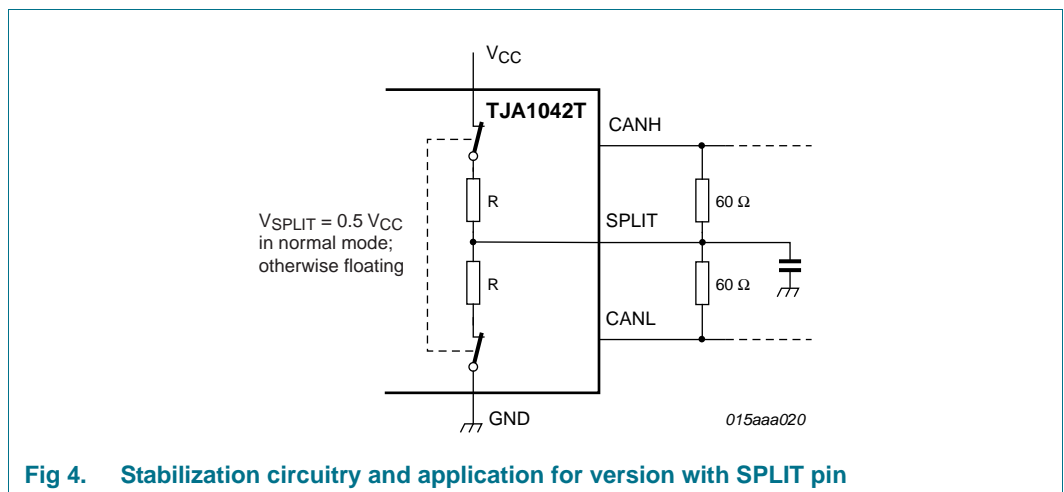 VCC
TJA1042T
CANH
R
60 Ω
VSPLIT = 0.5 VCC
in normal mode;
otherwise floating
SPLIT
R
60 Ω
CANL
GND
015aaa020
Fig 4. Stabilization circuitry and application for version with SPLIT pin